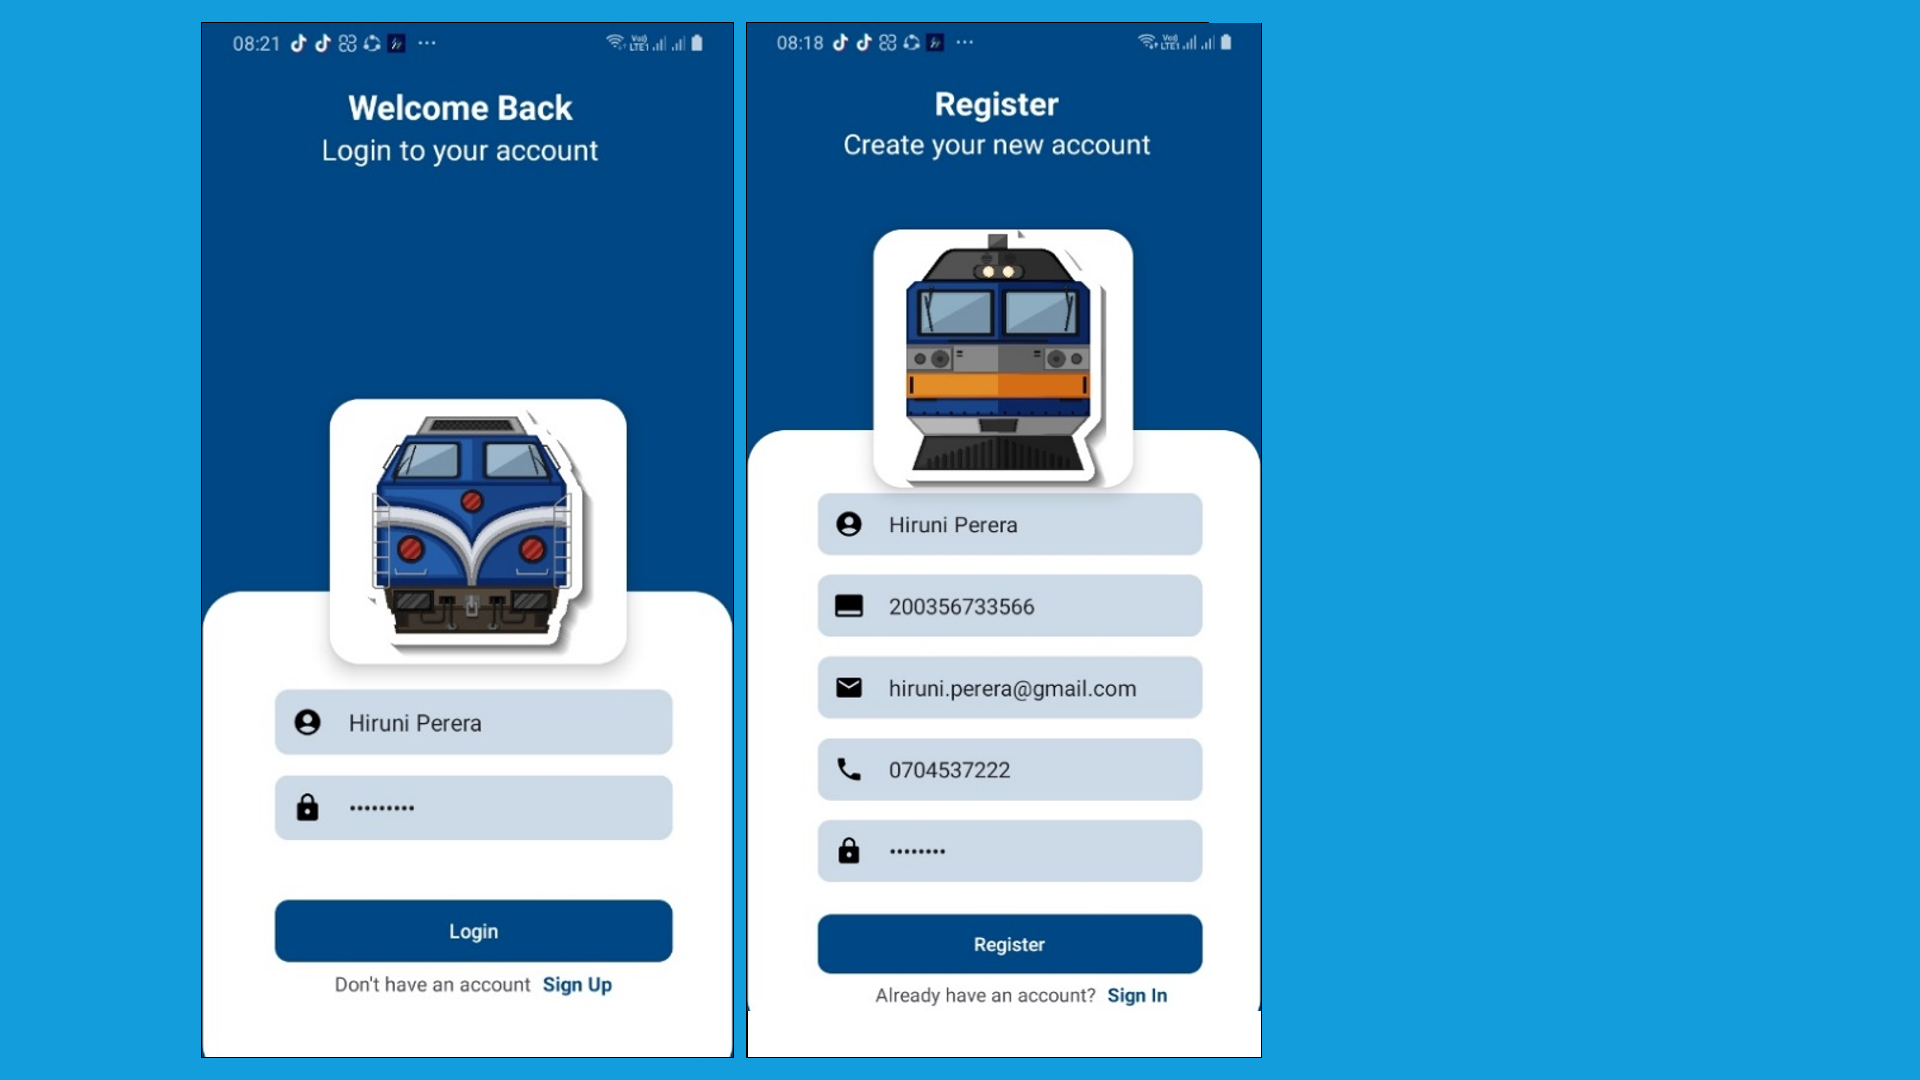 08:21
Welcome Back
Login to your account
Hiruni Perera
•••••••••
Login
Don't have an account Sign Up
08:18
Register
Create your new account
Hiruni Perera
200356733566
hiruni.perera@gmail.com
0704537222
••••••••
Register
Already have an account? Sign In